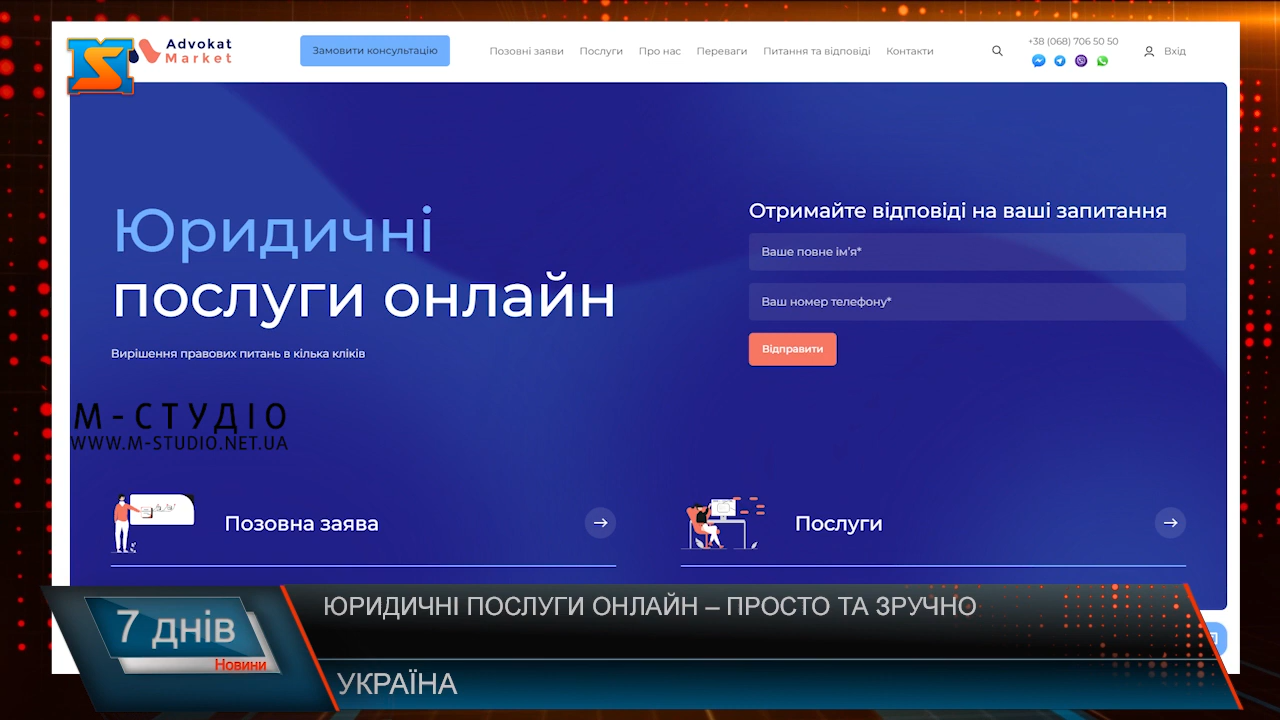 Advokat
Market
Замовити консультацію
Позовні заяви
Послуги
Про нас
Переваги
Питання та відповіді
Контакти
+38 (068) 706 50 50
Вхід
Юридичні
послуги онлайн
Вирішення правових питань в кілька кліків
Отримайте відповіді на ваші запитання
Ваше повне ім'я*
Ваш номер телефону*
Відправити
М-СТУДІО
WWW.M-STUDIO.NET.UA
Позовна заява
Послуги
7 днів
Новини
ЮРИДИЧНІ ПОСЛУГИ ОНЛАЙН – ПРОСТО ТА ЗРУЧНО
УКРАЇНА